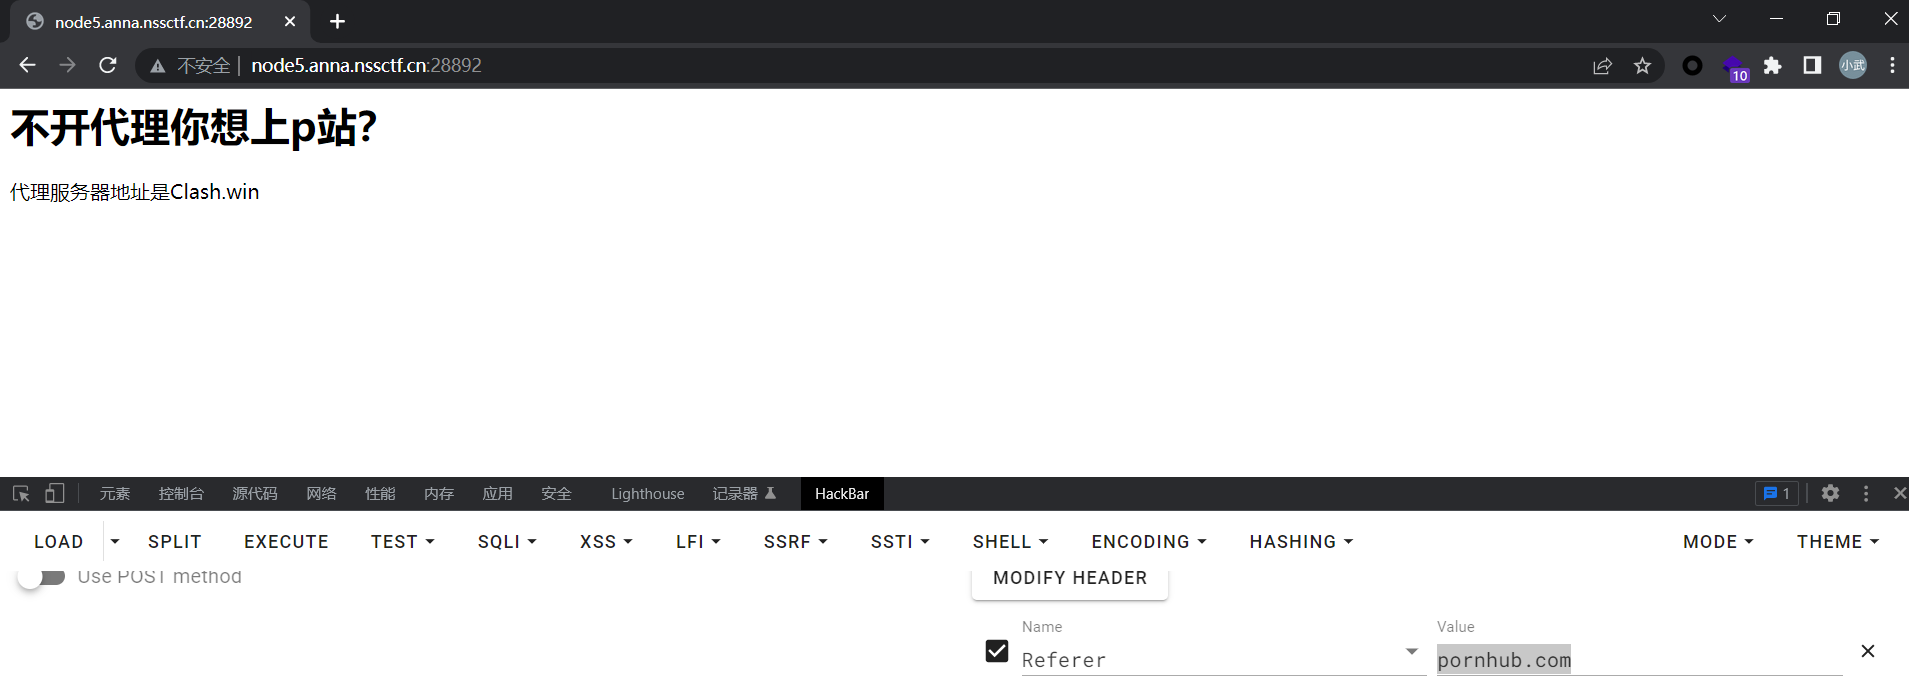 node5.anna.nssctf.cn:28892
不安全 | node5.anna.nssctf.cn:28892
10
小武
不开代理你想上p站?
代理服务器地址是Clash.win
元素 控制台 源代码 网络 性能 内存 应用 安全 Lighthouse 记录器 HackBar 1
LOAD SPLIT EXECUTE TEST SQLI XSS LFI SSRF SSTI SHELL ENCODING HASHING MODE THEME
Use POST method MODIFY HEADER
Name Value
Referer pornhub.com